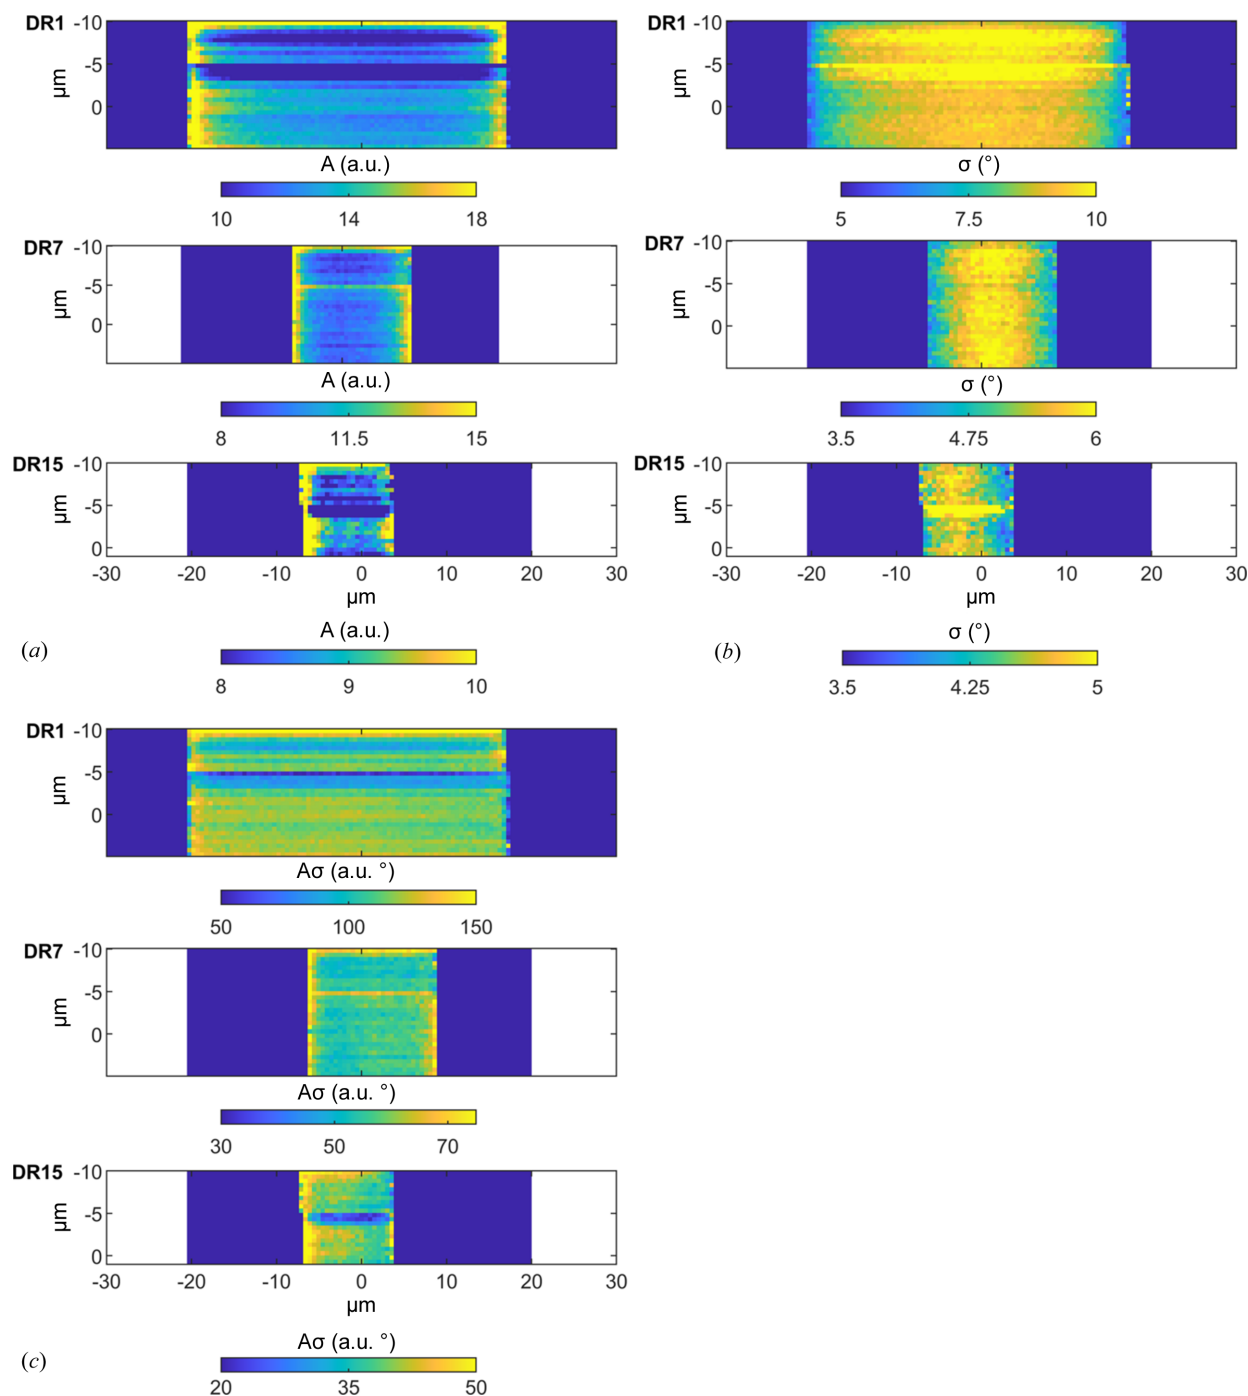 DR1 -10 DR1 -10
-5 -5
0 0
µm µm
A (a.u.) σ (°)
10 14 18 5 7.5 10
DR7 -10 DR7 -10
-5 -5
0 0
µm µm
A (a.u.) σ (°)
8 11.5 15 3.5 4.75 6
DR15 -10 DR15 -10
-5 -5
0 0
µm µm
-30 -20 -10 0 10 20 30 -30 -20 -10 0 10 20 30
µm µm
(a) A (a.u.) (b) σ (°)
8 9 10 3.5 4.25 5
DR1 -10
-5
0
µm
Aσ (a.u. °)
50 100 150
DR7 -10
-5
0
µm
Aσ (a.u. °)
30 50 70
DR15 -10
-5
0
µm
-30 -20 -10 0 10 20 30
µm
(c) Aσ (a.u. °)
20 35 50